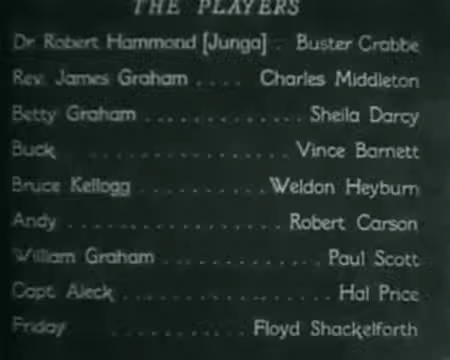 THE PLAYERS
Dr. Robert Hammond [Junga] . Buster Crabbe
Rev. James Graham .... Charles Middleton
Betty Graham ............. Sheila Darcy
Buck ................. Vince Barnett
Bruce Kellogg ........... Weldon Heyburn
Andy ................... Robert Carson
William Graham ............ Paul Scott
Capt. Aleck ................. Hal Price
Friday ........... Floyd Shackelforth